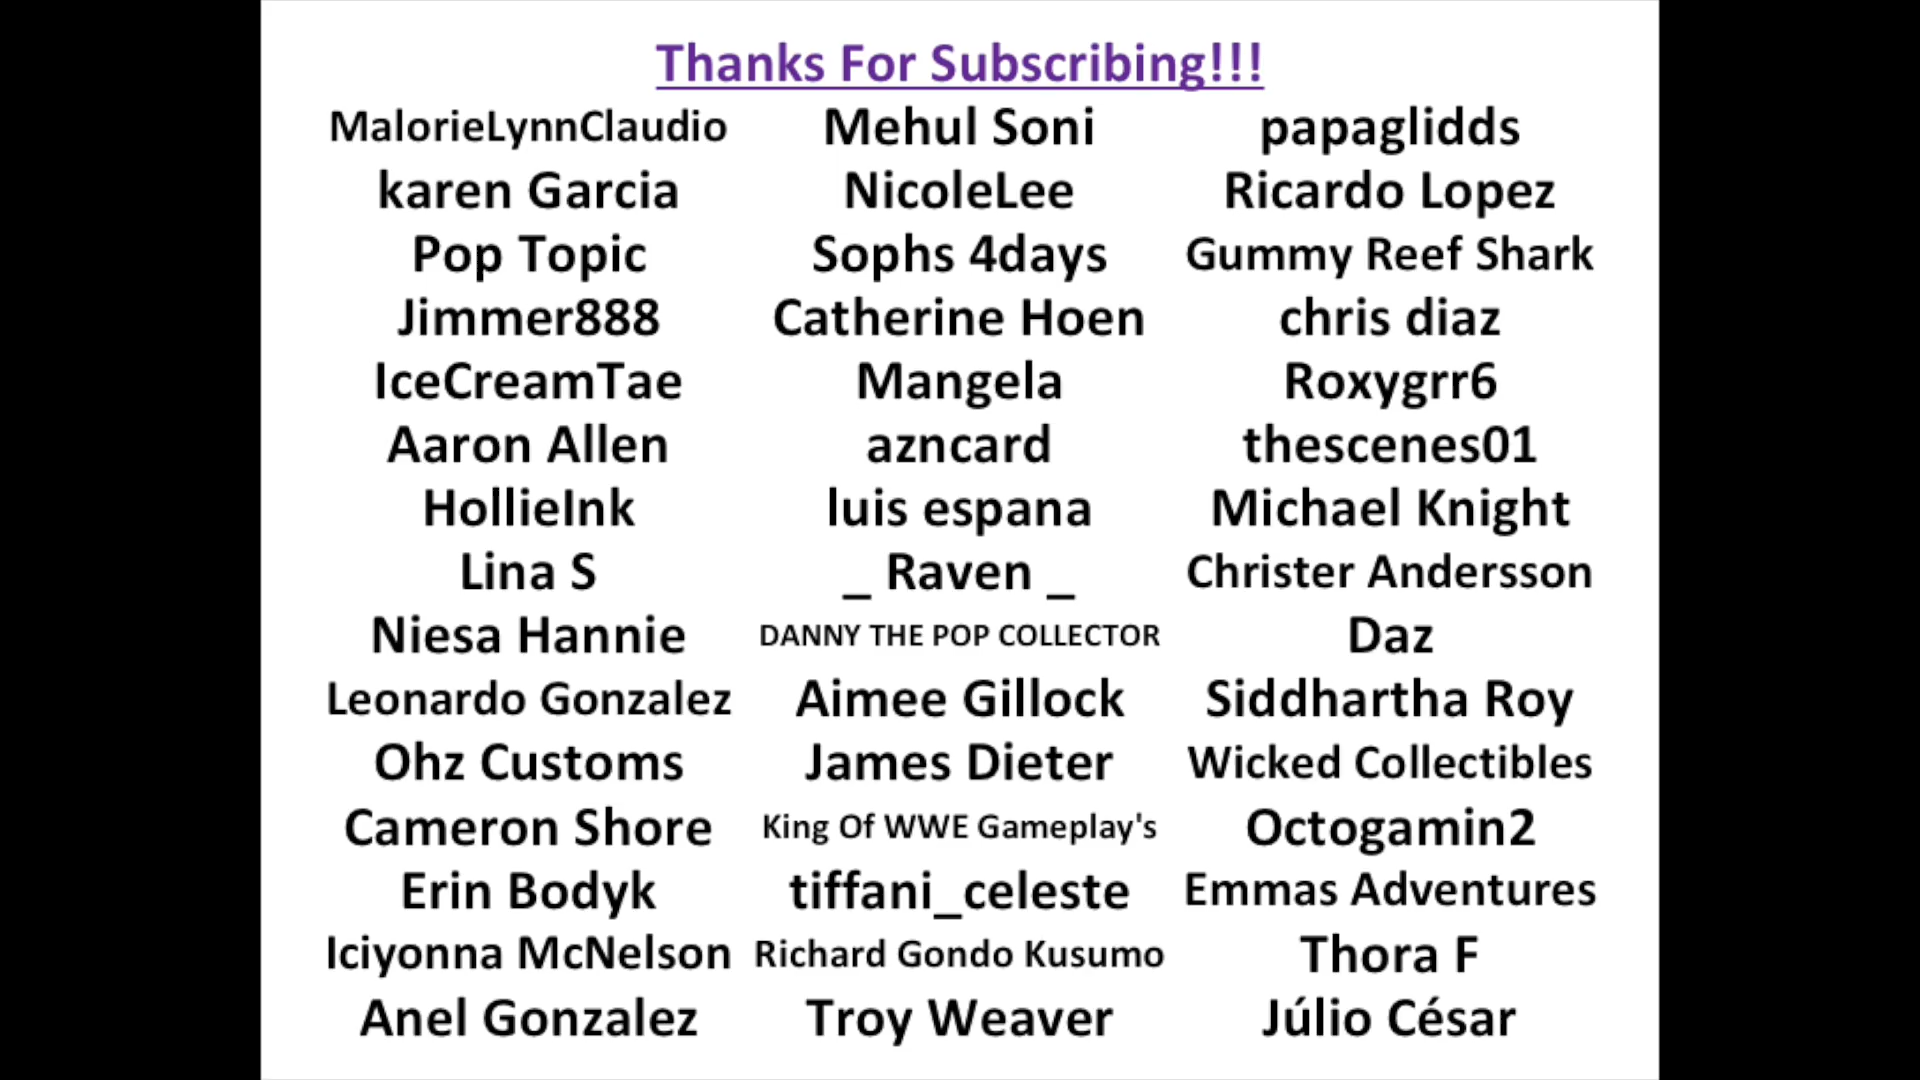 Thanks For Subscribing!!!
MalorieLynnClaudio Mehul Soni papaglidds
karen Garcia NicoleLee Ricardo Lopez
Pop Topic Sophs 4days Gummy Reef Shark
Jimmer888 Catherine Hoen chris diaz
IceCreamTae Mangela Roxygrr6
Aaron Allen azncard thescenes01
HollieInk luis espana Michael Knight
Lina S _ Raven _ Christer Andersson
Niesa Hannie DANNY THE POP COLLECTOR Daz
Leonardo Gonzalez Aimee Gillock Siddhartha Roy
Ohz Customs James Dieter Wicked Collectibles
Cameron Shore King Of WWE Gameplay's Octogamin2
Erin Bodyk tiffani_celeste Emmas Adventures
Iciyonna McNelson Richard Gondo Kusumo Thora F
Anel Gonzalez Troy Weaver Júlio César